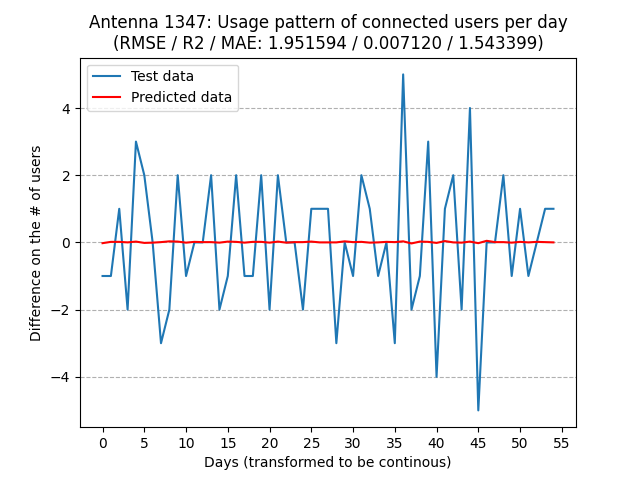 Antenna 1347: Usage pattern of connected users per day
(RMSE / R2 / MAE: 1.951594 / 0.007120 / 1.543399)
Test data
Predicted data
Difference on the # of users
4
2
0
−2
−4
0 5 10 15 20 25 30 35 40 45 50 55
Days (transformed to be continous)